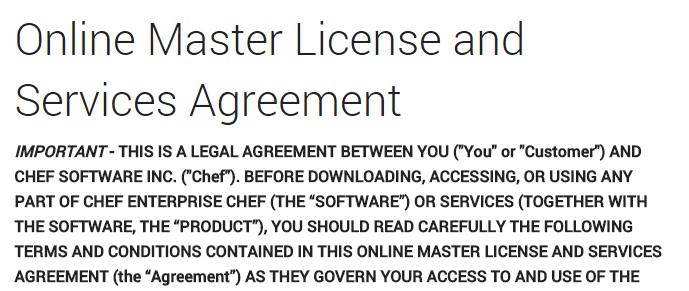 Online Master License and
Services Agreement
IMPORTANT - THIS IS A LEGAL AGREEMENT BETWEEN YOU ("You" or "Customer") AND
CHEF SOFTWARE INC. ("Chef"). BEFORE DOWNLOADING, ACCESSING, OR USING ANY
PART OF CHEF ENTERPRISE CHEF (THE “SOFTWARE”) OR SERVICES (TOGETHER WITH
THE SOFTWARE, THE “PRODUCT”), YOU SHOULD READ CAREFULLY THE FOLLOWING
TERMS AND CONDITIONS CONTAINED IN THIS ONLINE MASTER LICENSE AND SERVICES
AGREEMENT (the “Agreement”) AS THEY GOVERN YOUR ACCESS TO AND USE OF THE